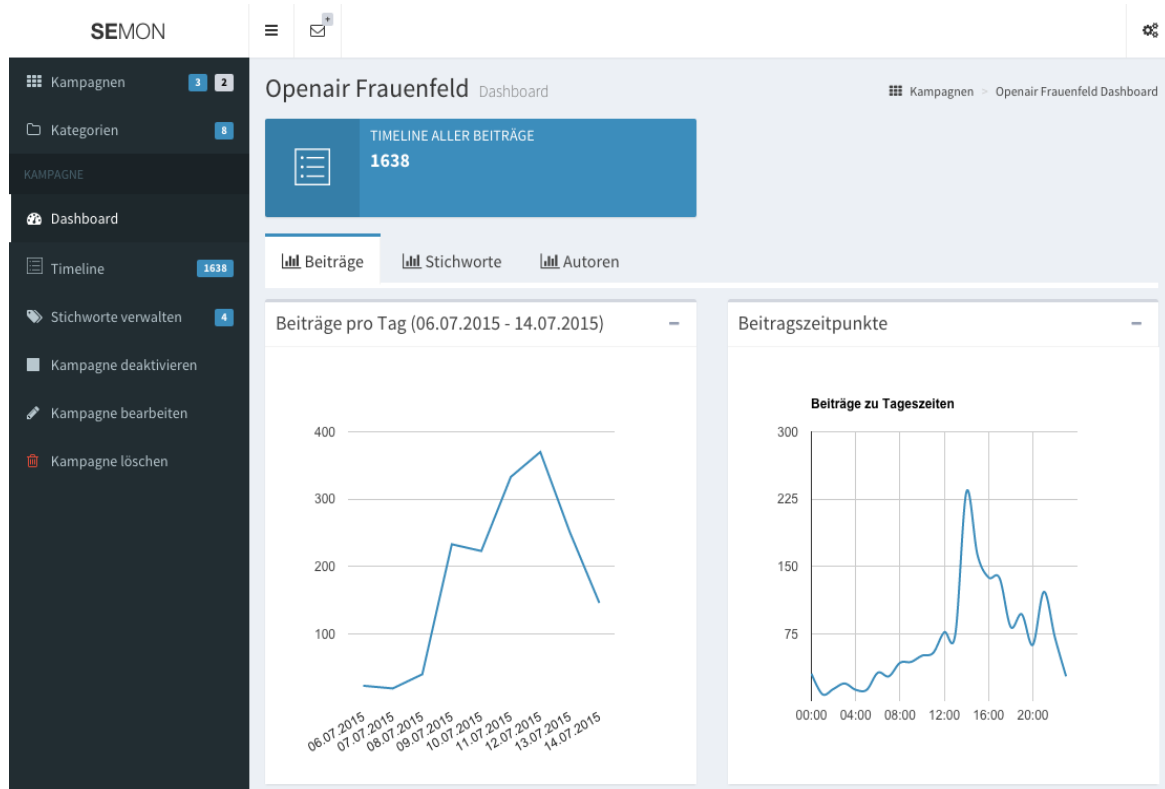 SEMON
+
Kampagnen 3 2
Kategorien 8
KAMPAGNE
Dashboard
Timeline 1638
Stichworte verwalten 4
Kampagne deaktivieren
Kampagne bearbeiten
Kampagne löschen
Openair Frauenfeld Dashboard
Kampagnen > Openair Frauenfeld Dashboard
TIMELINE ALLER BEITRÄGE
1638
Beiträge Stichworte Autoren
Beiträge pro Tag (06.07.2015 - 14.07.2015)
400
300
200
100
06.07.2015 07.07.2015 08.07.2015 09.07.2015 10.07.2015 11.07.2015 12.07.2015 13.07.2015 14.07.2015
Beitragszeitpunkte
Beiträge zu Tageszeiten
300
225
150
75
00:00 04:00 08:00 12:00 16:00 20:00